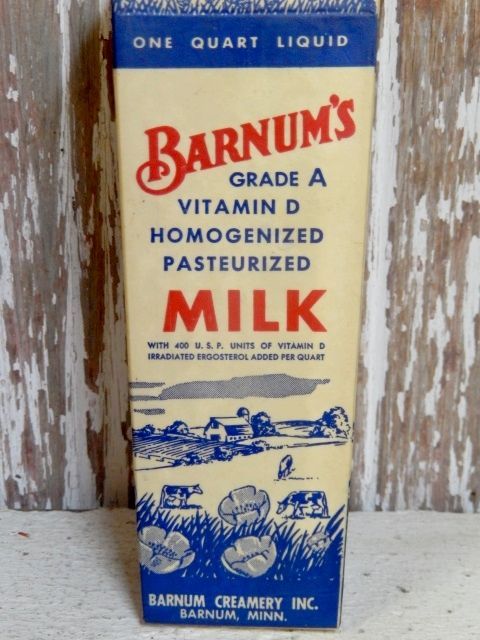 ONE QUART LIQUID
BARNUM'S
GRADE A
VITAMIN D
HOMOGENIZED
PASTEURIZED
MILK
WITH 400 U.S.P. UNITS OF VITAMIN D
IRRADIATED ERGOSTEROL ADDED PER QUART
BARNUM CREAMERY INC.
BARNUM, MINN.